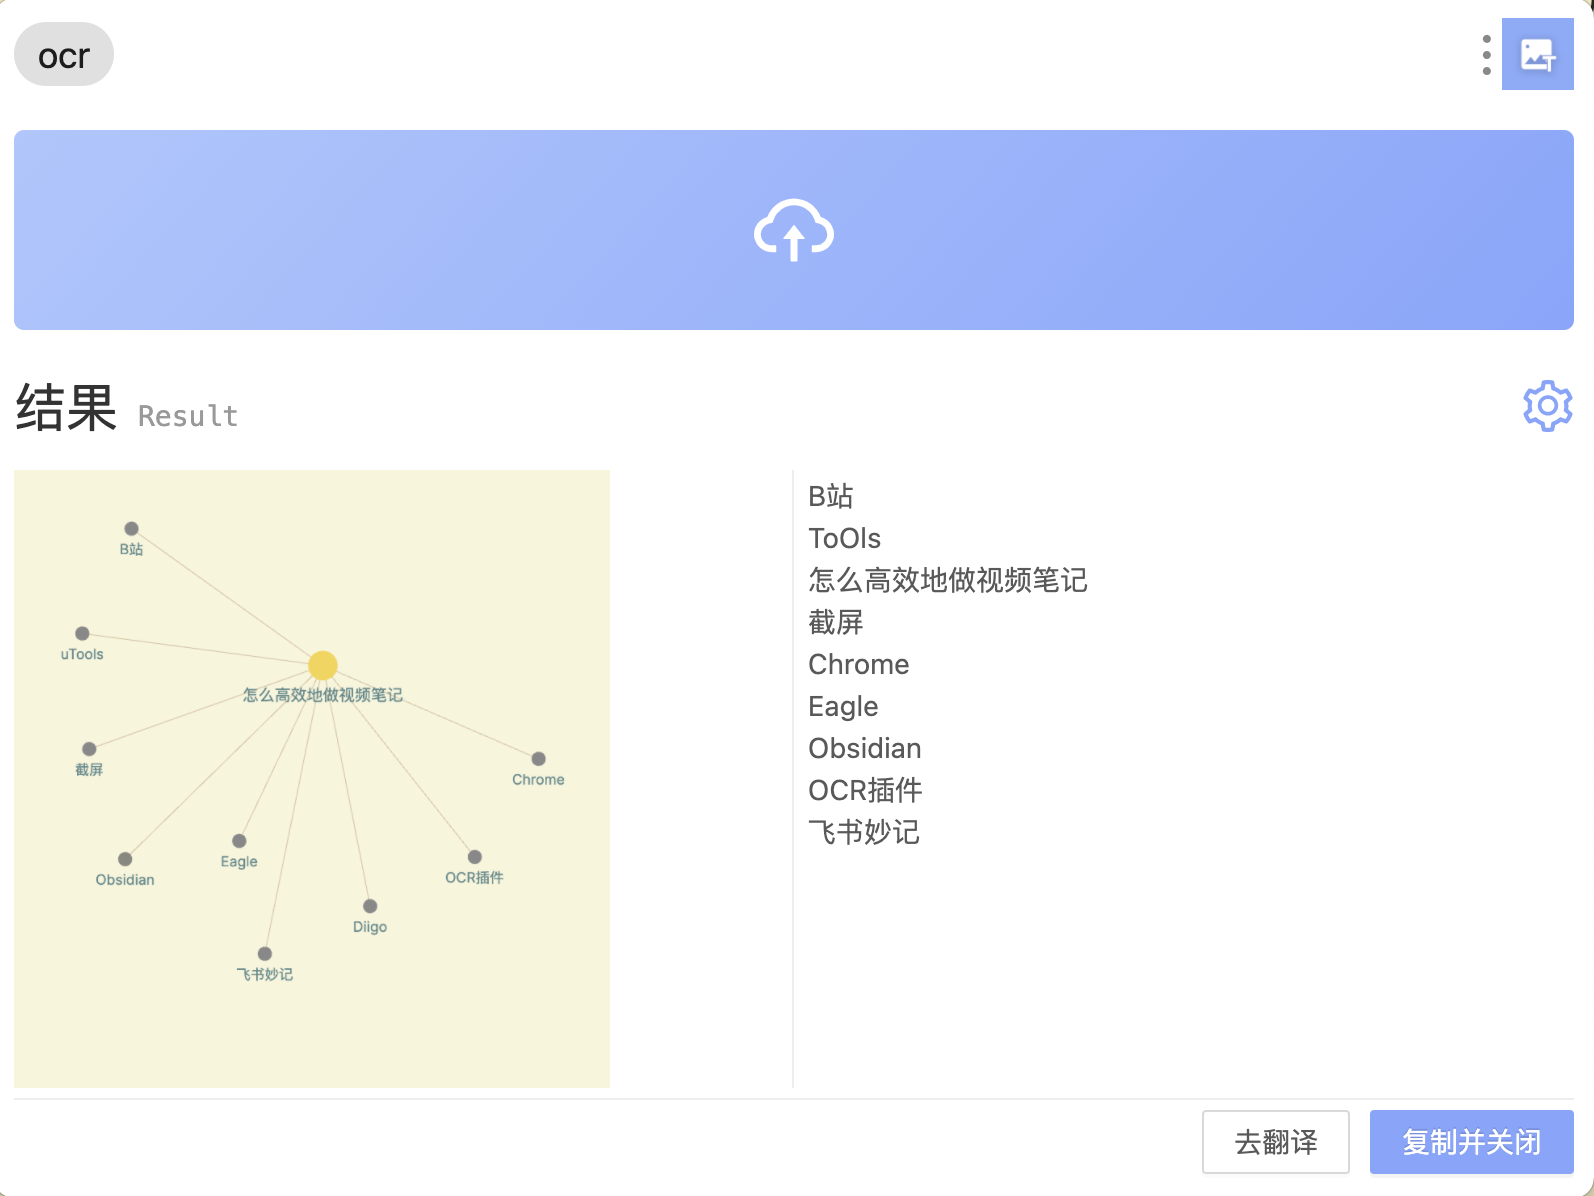 ocr
结果 Result
B站
uTools
怎么高效地做视频笔记
截屏
Chrome
Eagle
Obsidian
OCR插件
Diigo
飞书妙记
B站
ToOls
怎么高效地做视频笔记
截屏
Chrome
Eagle
Obsidian
OCR插件
飞书妙记
去翻译
复制并关闭